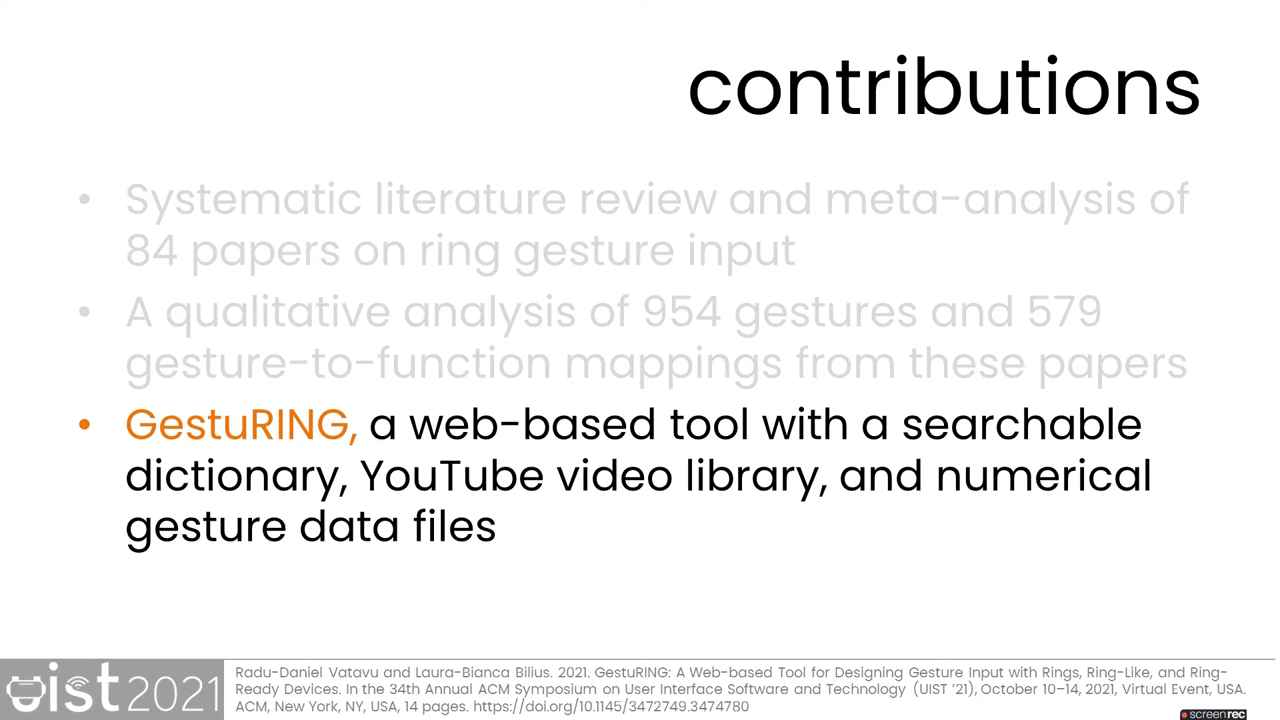 contributions
• Systematic literature review and meta-analysis of
84 papers on ring gesture input
• A qualitative analysis of 954 gestures and 579
gesture-to-function mappings from these papers
• GestuRING, a web-based tool with a searchable
dictionary, YouTube video library, and numerical
gesture data files
uist 2021
Radu-Daniel Vatavu and Laura-Bianca Bilius. 2021. GestuRING: A Web-based Tool for Designing Gesture Input with Rings, Ring-Like, and Ring-
Ready Devices. In the 34th Annual ACM Symposium on User Interface Software and Technology (UIST '21), October 10–14, 2021, Virtual Event, USA.
ACM, New York, NY, USA, 14 pages. https://doi.org/10.1145/3472749.3474780
screenrec